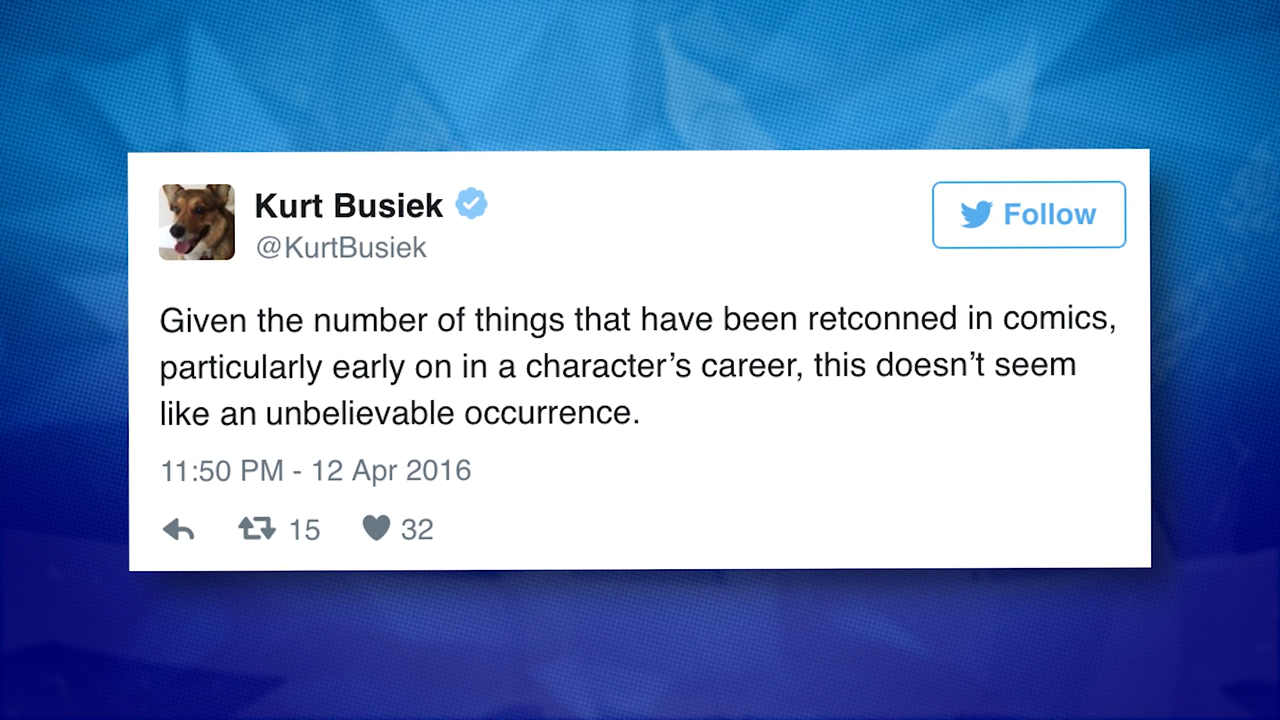 Kurt Busiek
@KurtBusiek
Follow
Given the number of things that have been retconned in comics,
particularly early on in a character’s career, this doesn’t seem
like an unbelievable occurrence.
11:50 PM - 12 Apr 2016
15 32